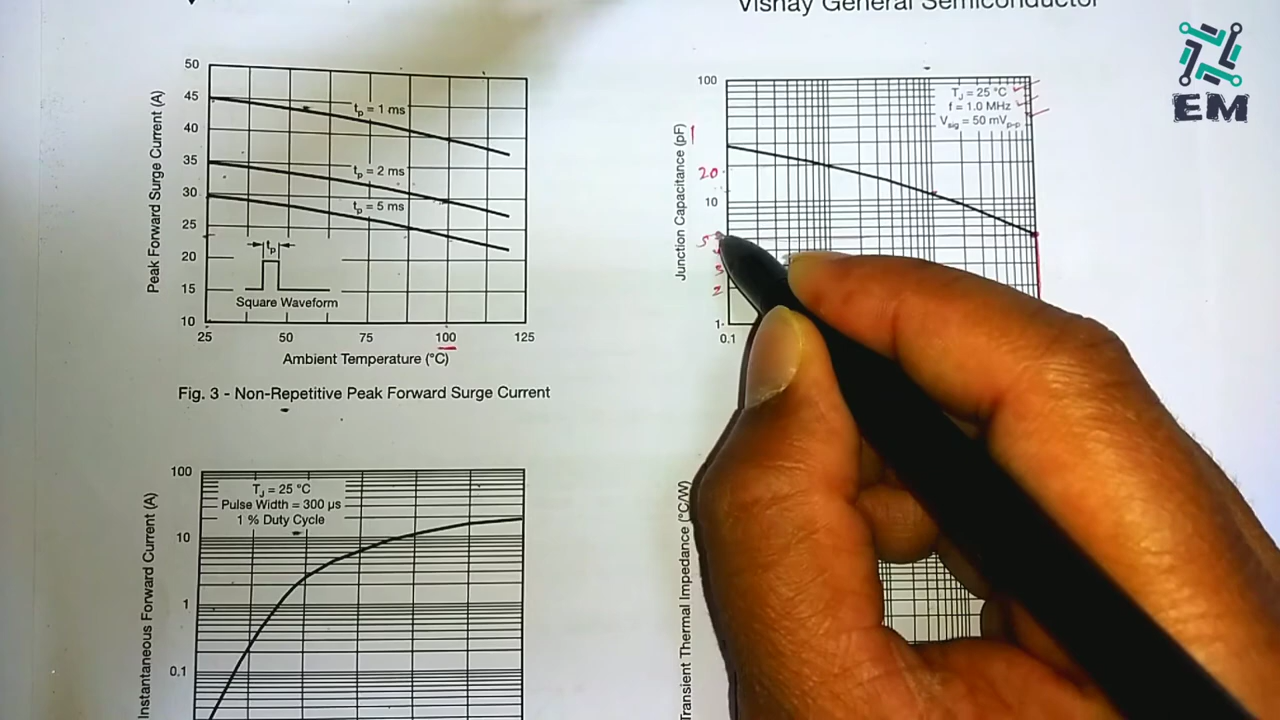 Vishay General Semiconductor
EM
50
45
40
35
30
25
20
15
10
Peak Forward Surge Current (A)
tp = 1 ms
tp = 2 ms
tp = 5 ms
tp
Square Waveform
25
50
75
100
125
Ambient Temperature (°C)
Fig. 3 - Non-Repetitive Peak Forward Surge Current
100
10
1
Junction Capacitance (pF)
20
5
3
2
TJ = 25 °C
f = 1.0 MHz
Vsig = 50 mVp-p
0.1
100
10
1
0.1
Instantaneous Forward Current (A)
TJ = 25 °C
Pulse Width = 300 µs
1 % Duty Cycle
Transient Thermal Impedance (°C/W)